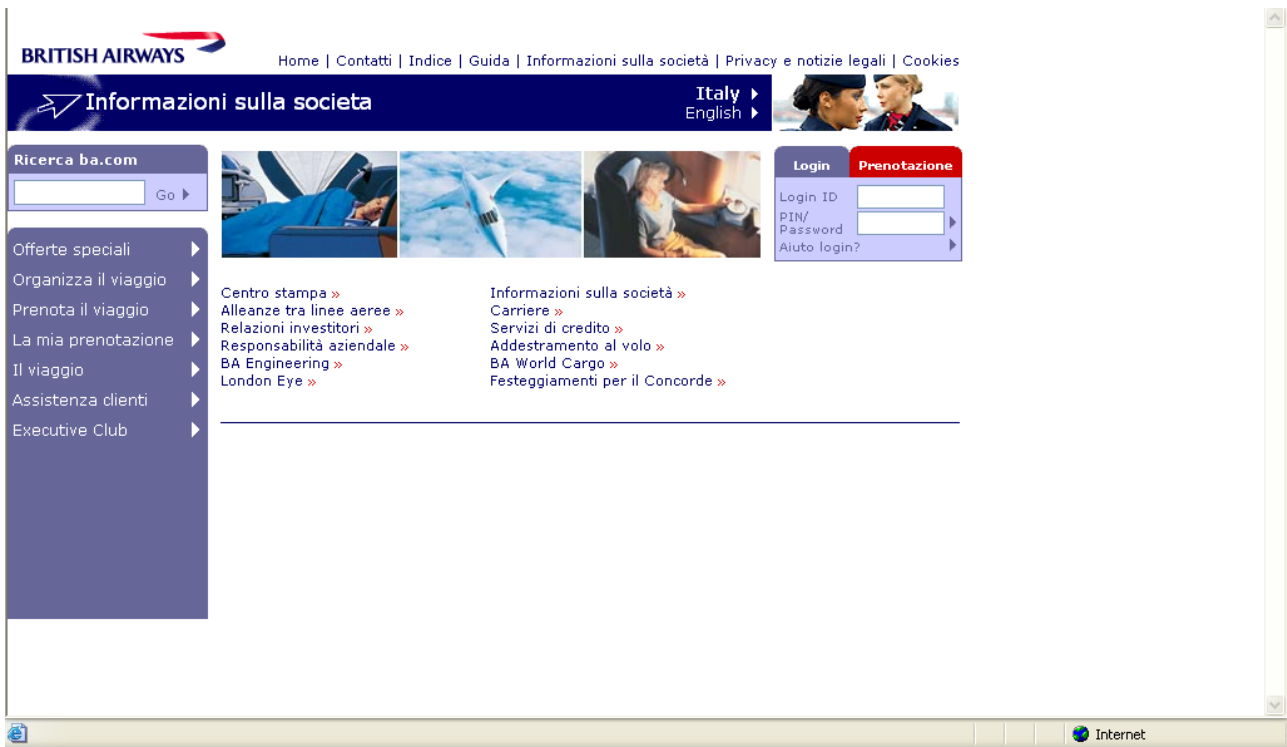 BRITISH AIRWAYS
Home | Contatti | Indice | Guida | Informazioni sulla società | Privacy e notizie legali | Cookies
Informazioni sulla societa
Italy
English
Ricerca ba.com
Go
Login Prenotazione
Login ID
PIN/
Password
Aiuto login?
Offerte speciali
Organizza il viaggio
Prenota il viaggio
La mia prenotazione
Il viaggio
Assistenza clienti
Executive Club
Centro stampa »
Alleanze tra linee aeree »
Relazioni investitori »
Responsabilità aziendale »
BA Engineering »
London Eye »
Informazioni sulla società »
Carriere »
Servizi di credito »
Addestramento al volo »
BA World Cargo »
Festeggiamenti per il Concorde »
Internet